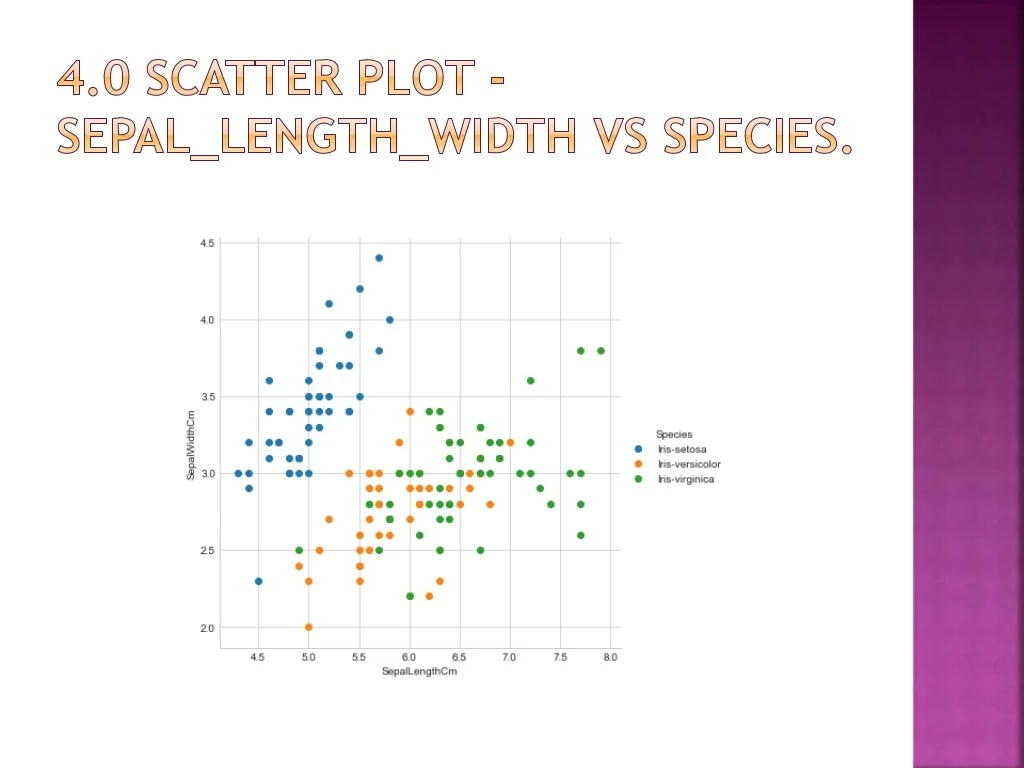 4.0 SCATTER PLOT -
SEPAL_LENGTH_WIDTH VS SPECIES.
4.5
4.0
3.5
3.0
2.5
2.0
SepalWidthCm
4.5 5.0 5.5 6.0 6.5 7.0 7.5 8.0
SepalLengthCm
Species
Iris-setosa
Iris-versicolor
Iris-virginica